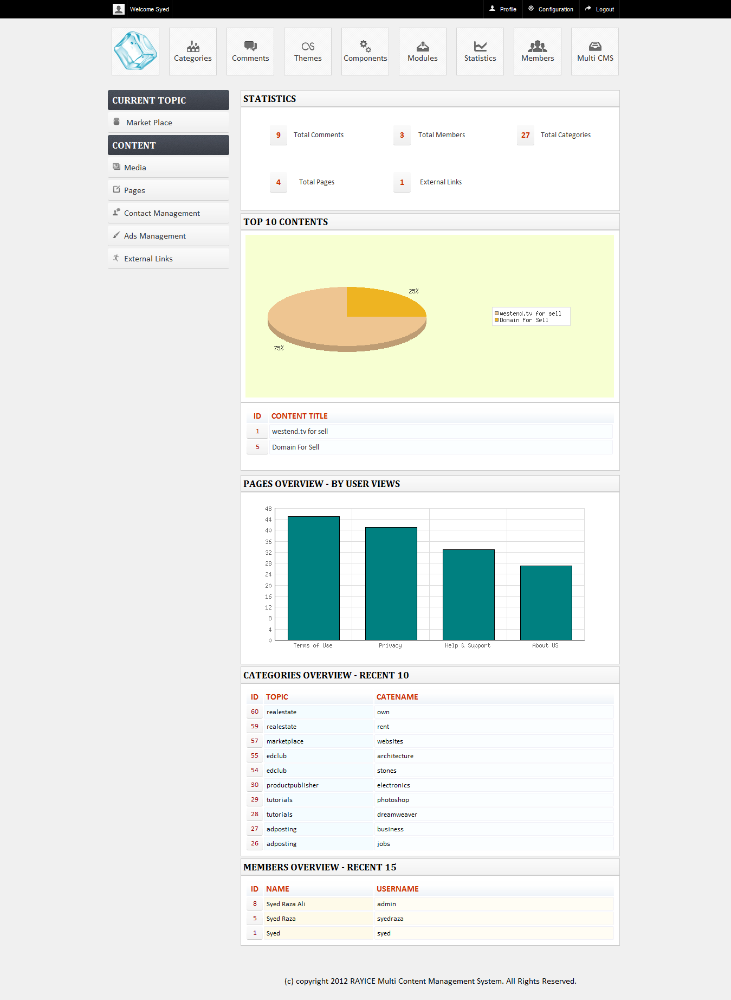 Welcome Syed Profile Configuration Logout
Categories Comments Themes Components Modules Statistics Members Multi CMS
CURRENT TOPIC
Market Place
CONTENT
Media
Pages
Contact Management
Ads Management
External Links
STATISTICS
9 Total Comments 3 Total Members 27 Total Categories
4 Total Pages 1 External Links
TOP 10 CONTENTS
25%
75%
westend.tv for sell
Domain For Sell
ID CONTENT TITLE
1 westend.tv for sell
5 Domain For Sell
PAGES OVERVIEW - BY USER VIEWS
48
44
40
36
32
28
24
20
16
12
8
4
0
Terms of Use Privacy Help & Support About US
CATEGORIES OVERVIEW - RECENT 10
ID TOPIC CATENAME
60 realestate own
59 realestate rent
57 marketplace websites
55 edclub architecture
54 edclub stones
30 productpublisher electronics
29 tutorials photoshop
28 tutorials dreamweaver
27 adposting business
26 adposting jobs
MEMBERS OVERVIEW - RECENT 15
ID NAME USERNAME
8 Syed Raza Ali admin
5 Syed Raza syedraza
1 Syed syed
(c) copyright 2012 RAYICE Multi Content Management System. All Rights Reserved.